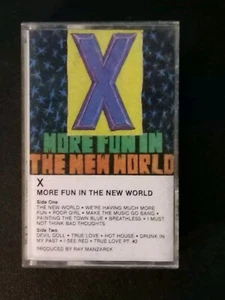 X
MORE FUN IN
THE NEW WORLD
X
MORE FUN IN THE NEW WORLD
Side One
THE NEW WORLD • WE'RE HAVING MUCH MORE
FUN • POOR GIRL • MAKE THE MUSIC GO BANG •
PAINTING THE TOWN BLUE • BREATHLESS • I MUST
NOT THINK BAD THOUGHTS
Side Two
DEVIL DOLL • TRUE LOVE • HOT HOUSE • DRUNK IN
MY PAST • I SEE RED • TRUE LOVE PT. #2
PRODUCED BY RAY MANZAREK